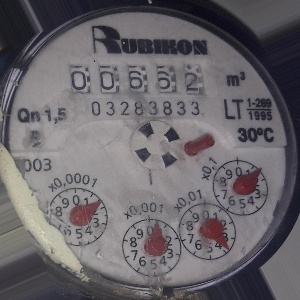 RUBIKON
00662 m³
03283833
Qn 1,5
LT 1-269
1995
30°C
003
x0,0001
x0,001
x0,01
x0,1